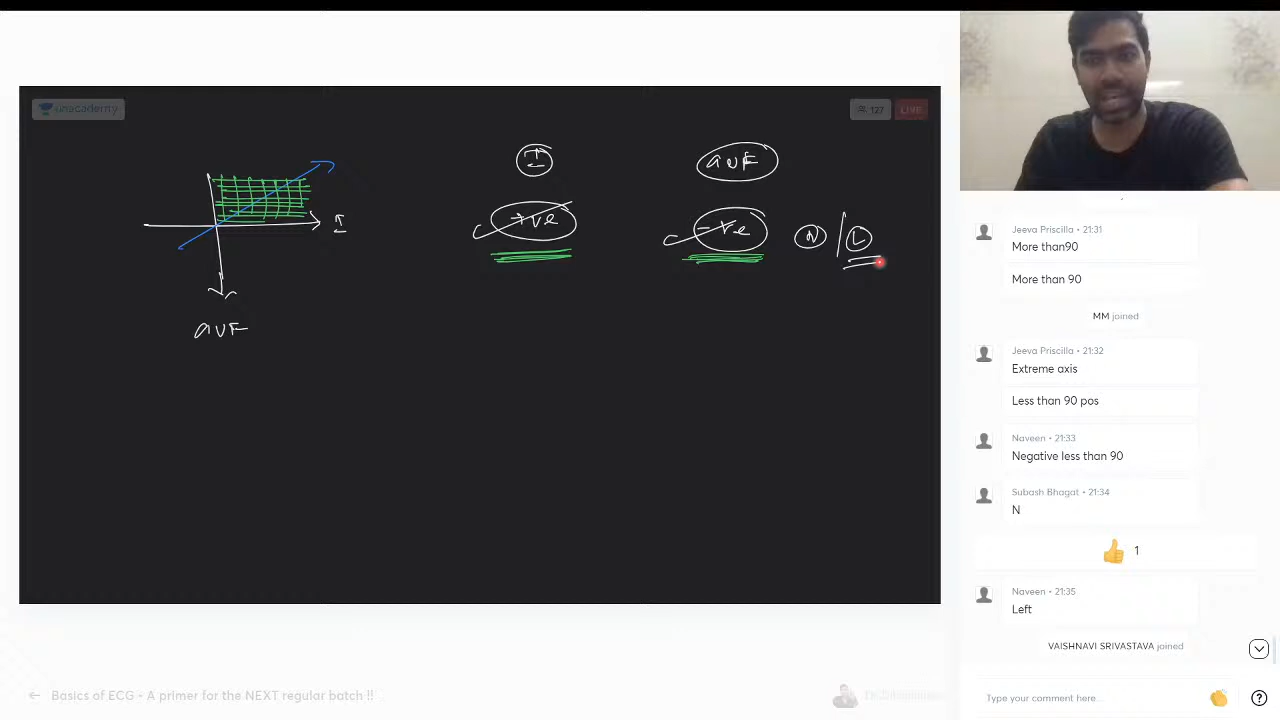 unacademy
127
LIVE
I
avF
+ve
-ve
N / L
I
avF
Jeeva Priscilla • 21:31
More than90
More than 90
MM joined
Jeeva Priscilla • 21:32
Extreme axis
Less than 90 pos
Naveen • 21:33
Negative less than 90
Subash Bhagat • 21:34
N
1
Naveen • 21:35
Left
VAISHNAVI SRIVASTAVA joined
Basics of ECG - A primer for the NEXT regular batch !!
Type your comment here...